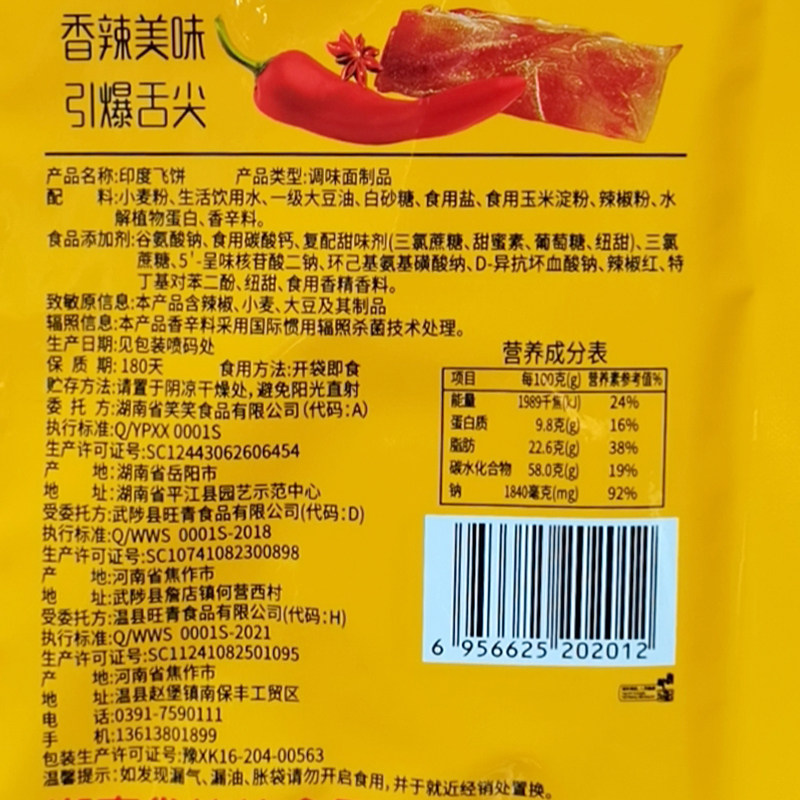 香辣美味
引爆舌尖
产品名称:印度飞饼 产品类型:调味面制品
配 料:小麦粉、生活饮用水、一级大豆油、白砂糖、食用盐、食用玉米淀粉、辣椒粉、水
解植物蛋白、香辛料。
食品添加剂:谷氨酸钠、食用碳酸钙、复配甜味剂(三氯蔗糖、甜蜜素、葡萄糖、纽甜)、三氯
蔗糖、5'-呈味核苷酸二钠、环己基氨基磺酸纳、D-异抗坏血酸钠、辣椒红、特
丁基对苯二酚、纽甜、食用香精香料。
致敏原信息:本产品含辣椒、小麦、大豆及其制品
辐照信息:本产品香辛料采用国际惯用辐照杀菌技术处理。
生产日期:见包装喷码处
保 质 期:180天 食用方法:开袋即食
贮存方法:请置于阴凉干燥处,避免阳光直射
委 托 方:湖南省笑笑食品有限公司(代码:A)
执行标准:Q/YPXX 0001S
生产许可证号:SC12443062606454
产 地:湖南省岳阳市
地 址:湖南省平江县园艺示范中心
受委托方:武陟县旺青食品有限公司(代码:D)
执行标准:Q/WWS 0001S-2018
生产许可证号:SC10741082300898
产 地:河南省焦作市
地 址:武陟县詹店镇何营西村
受委托方:温县旺青食品有限公司(代码:H)
执行标准:Q/WWS 0001S-2021
生产许可证号:SC11241082501095
产 地:河南省焦作市
地 址:温县赵堡镇南保丰工贸区
电 话:0391-7590111
手 机:13613801899
包装生产许可证号:豫XK16-204-00563
温馨提示:如发现漏气、漏油、胀袋请勿开启食用,并于就近经销处置换。
营养成分表
项目 每100克(g) 营养素参考值%
能量 1989千焦(kJ) 24%
蛋白质 9.8克(g) 16%
脂肪 22.6克(g) 38%
碳水化合物 58.0克(g) 19%
钠 1840毫克(mg) 92%
6 956625 202012